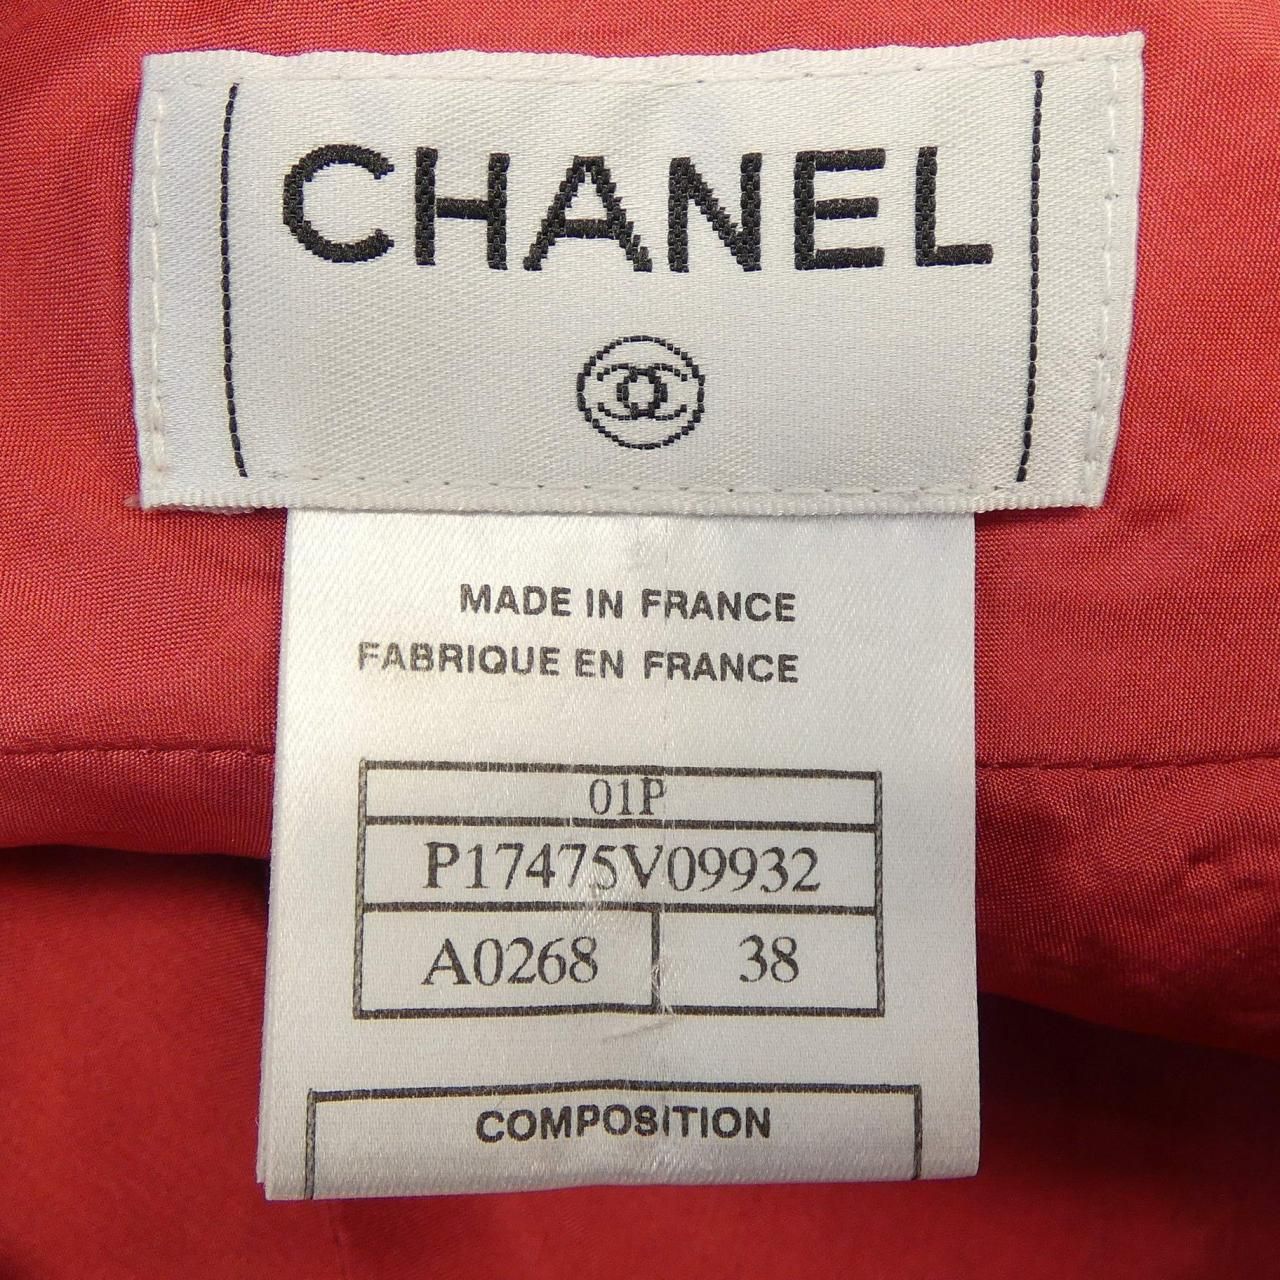 CHANEL
MADE IN FRANCE
FABRIQUE EN FRANCE
01P
P17475V09932
A0268 38
COMPOSITION